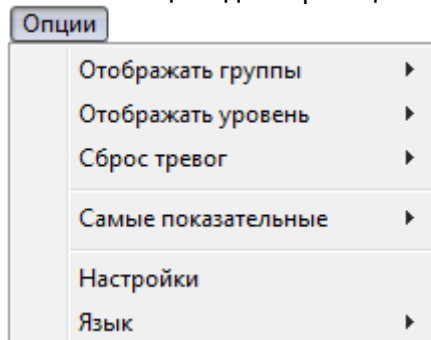 Опции
Отображать группы
Отображать уровень
Сброс тревог
Самые показательные
Настройки
Язык